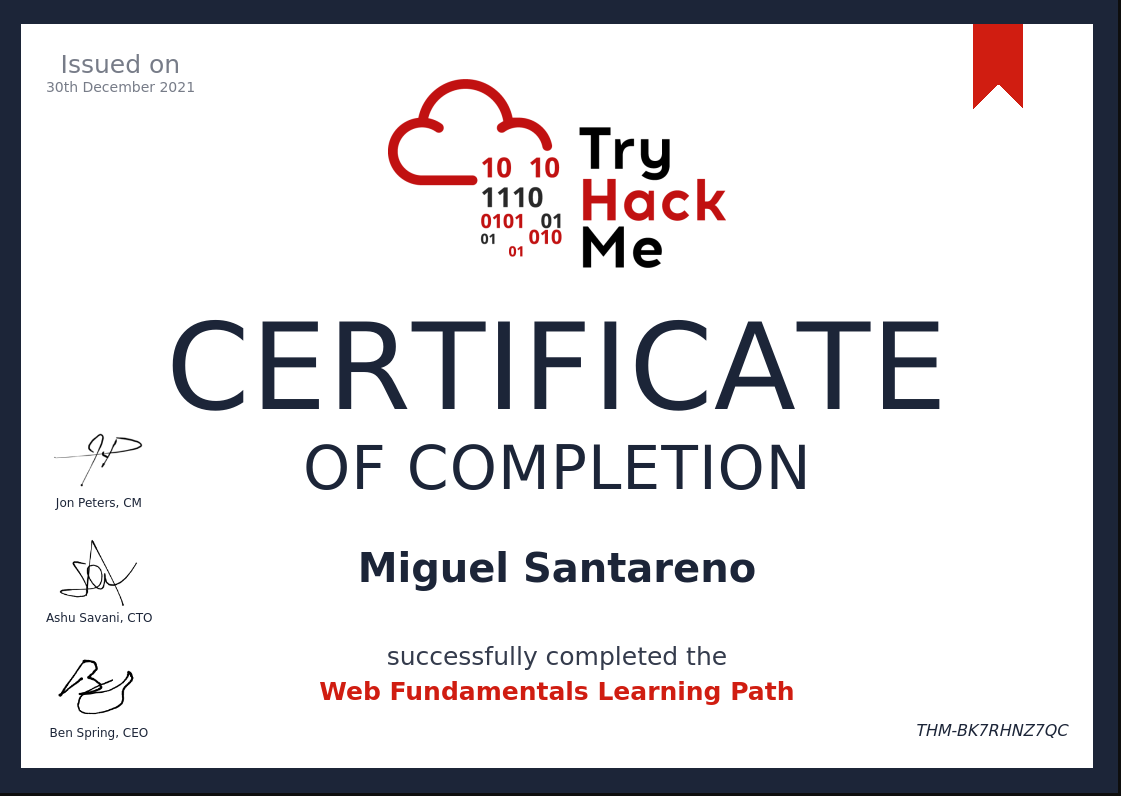 Issued on
30th December 2021
10 10
1110
0101 01
01 010
01
Try
Hack
Me
CERTIFICATE
OF COMPLETION
Jon Peters, CM
Miguel Santareno
Ashu Savani, CTO
successfully completed the
Web Fundamentals Learning Path
Ben Spring, CEO
THM-BK7RHNZ7QC